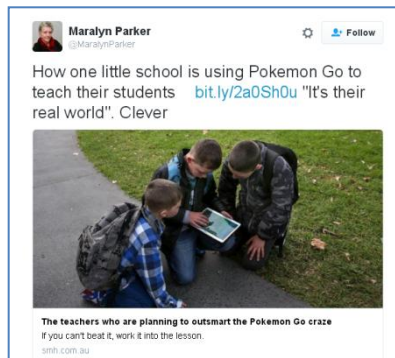 Maralyn Parker
@MaralynParker
Follow
How one little school is using Pokemon Go to
teach their students bit.ly/2a0Sh0u "It's their
real world". Clever
The teachers who are planning to outsmart the Pokemon Go craze
If you can't beat it, work it into the lesson.
smh.com.au